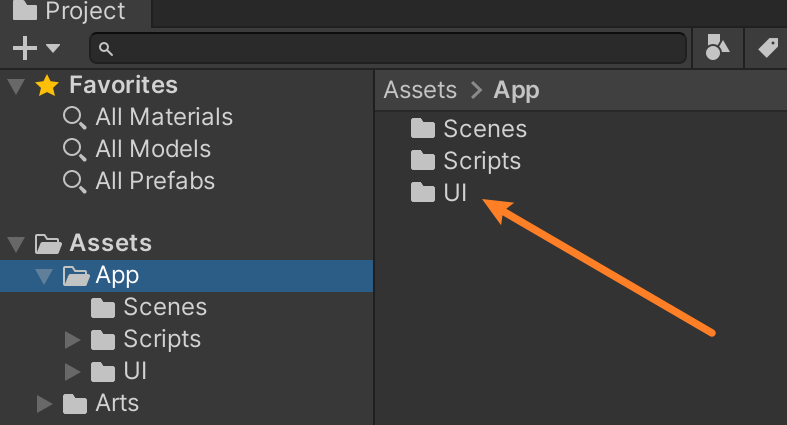 Project
Favorites
All Materials
All Models
All Prefabs
Assets
App
Scenes
Scripts
UI
Arts
Assets > App
Scenes
Scripts
UI